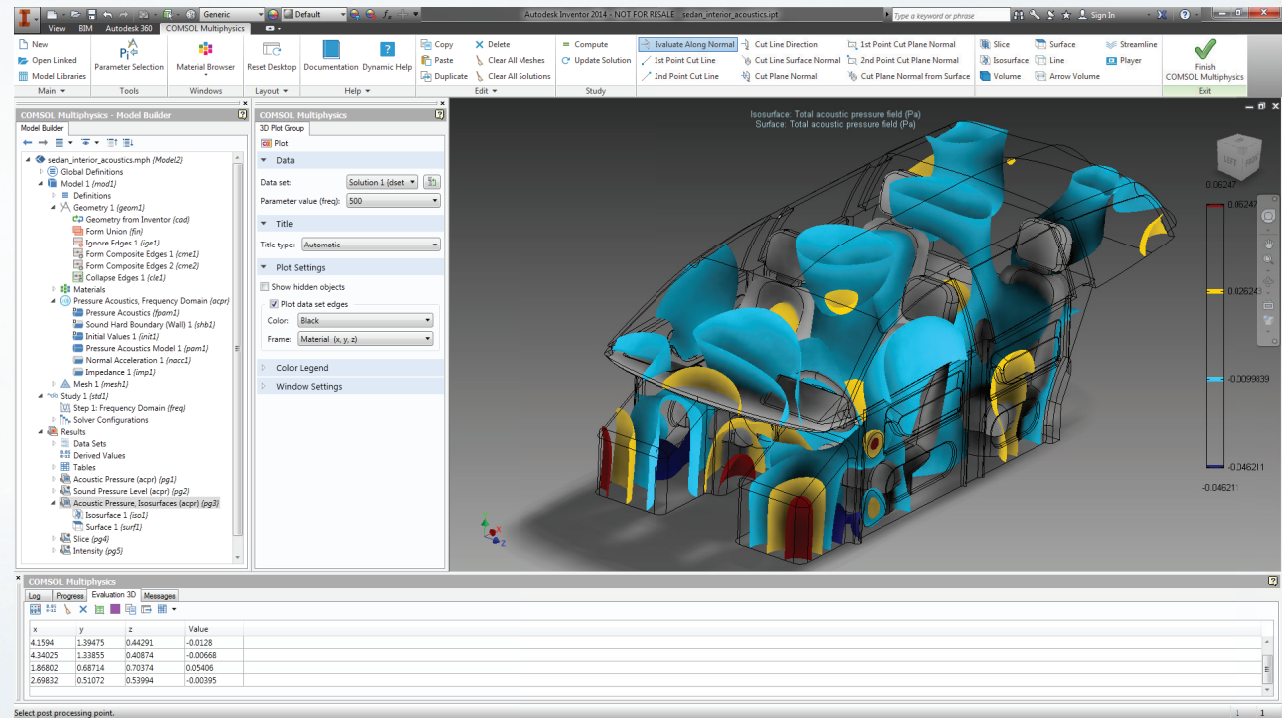 Generic
Default
Autodesk Inventor 2014 - NOT FOR RISALE sedan_interior_acoustics.ipt
Type a keyword or phrase
Sign In
View BIM Autodesk 360 COMSOL Multiphysics
New
Open Linked
Model Libraries
Main
Parameter Selection
Tools
Material Browser
Windows
Reset Desktop
Layout
Documentation
Dynamic Help
Help
Copy
Paste
Duplicate
Delete
Clear All Meshes
Clear All Solutions
Edit
Compute
Update Solution
Study
Evaluate Along Normal
1st Point Cut Line
2nd Point Cut Line
Cut Line Direction
Cut Line Surface Normal
Cut Plane Normal
1st Point Cut Plane Normal
2nd Point Cut Plane Normal
Cut Plane Normal from Surface
Slice
Isosurface
Volume
Surface
Line
Arrow Volume
Streamline
Player
Finish
COMSOL Multiphysics
Exit
COMSOL Multiphysics - Model Builder
Model Builder
sedan_interior_acoustics.mph (Model2)
Global Definitions
Model 1 (mod1)
Definitions
Geometry 1 (geom1)
Geometry from Inventor (cad)
Form Union (fin)
Ignore Edges 1 (ige1)
Form Composite Edges 1 (cme1)
Form Composite Edges 2 (cme2)
Collapse Edges 1 (cle1)
Materials
Pressure Acoustics, Frequency Domain (acpr)
Pressure Acoustics (fpam1)
Sound Hard Boundary (Wall) 1 (shb1)
Initial Values 1 (init1)
Pressure Acoustics Model 1 (pam1)
Normal Acceleration 1 (nacc1)
Impedance 1 (imp1)
Mesh 1 (mesh1)
Study 1 (std1)
Step 1: Frequency Domain (freq)
Solver Configurations
Results
Data Sets
Derived Values
Tables
Acoustic Pressure (acpr) (pg1)
Sound Pressure Level (acpr) (pg2)
Acoustic Pressure, Isosurfaces (acpr) (pg3)
Isosurface 1 (iso1)
Surface 1 (surf1)
Slice (pg4)
Intensity (pg5)
COMSOL Multiphysics
3D Plot Group
Plot
Data
Data set: Solution 1 (dset
Parameter value (freq): 500
Title
Title type: Automatic
Plot Settings
Show hidden objects
Plot data set edges
Color: Black
Frame: Material (x, y, z)
Color Legend
Window Settings
Isosurface: Total acoustic pressure field (Pa)
Surface: Total acoustic pressure field (Pa)
LEFT FRONT
0.06247
0.06247
0.026243
-0.0099839
-0.046211
-0.04621
y
x
z
COMSOL Multiphysics
Log Progress Evaluation 3D Messages
x y z Value
4.1594 1.39475 0.44291 -0.0128
4.34025 1.33855 0.40874 -0.00668
1.86802 0.68714 0.70374 0.05406
2.69832 0.51072 0.53994 -0.00395
Select post processing point.
1 1